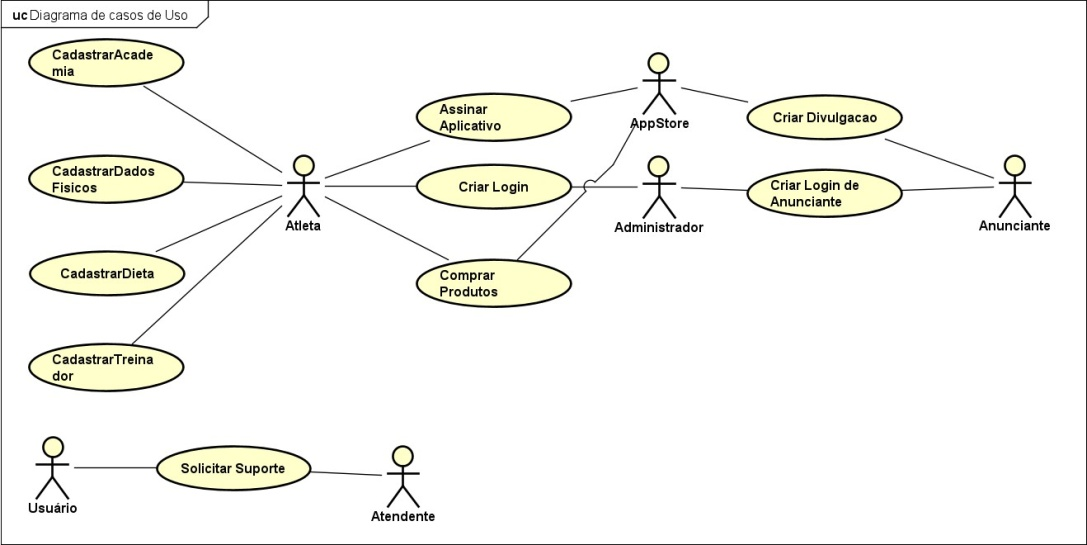 uc Diagrama de casos de Uso
CadastrarAcade
mia
Assinar
Aplicativo
AppStore
Criar Divulgacao
CadastrarDados
Fisicos
Atleta
Criar Login
Administrador
Criar Login de
Anunciante
Anunciante
CadastrarDieta
Comprar
Produtos
CadastrarTreina
dor
Usuário
Solicitar Suporte
Atendente